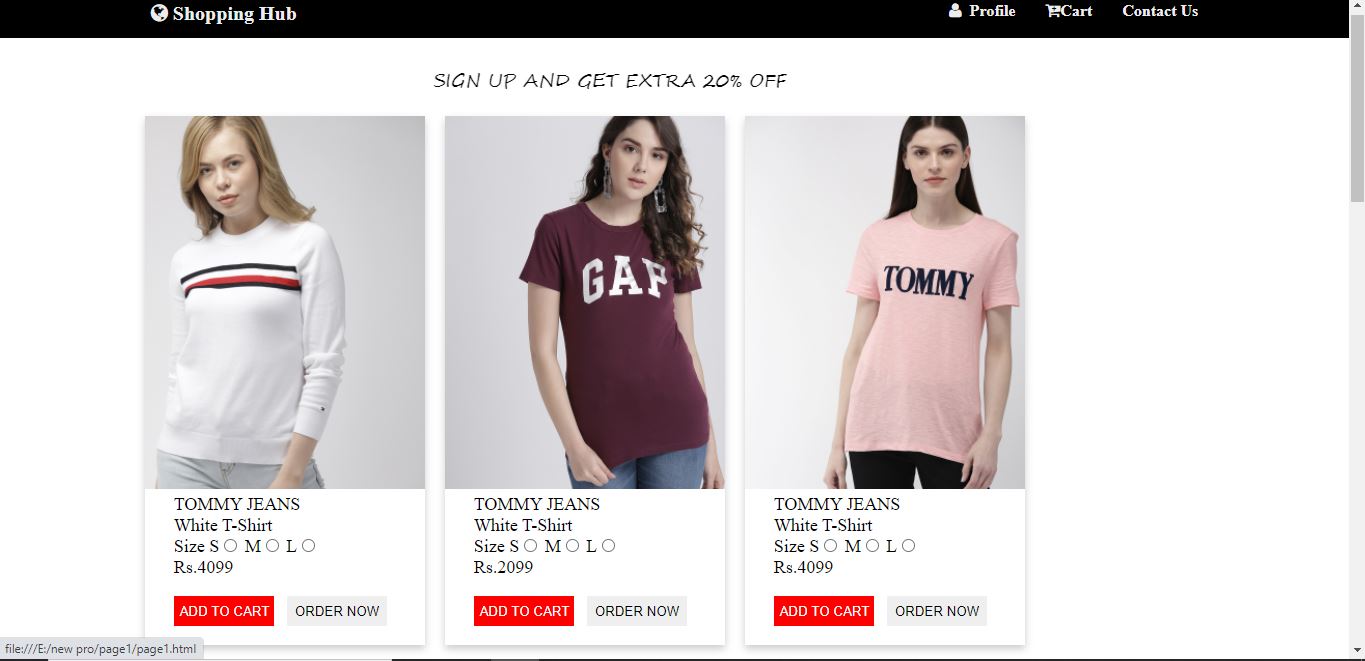 Shopping Hub
Profile Cart Contact Us
SIGN UP AND GET EXTRA 20% OFF
GAP
TOMMY
TOMMY JEANS
White T-Shirt
Size S M L
Rs.4099
ADD TO CART ORDER NOW
TOMMY JEANS
White T-Shirt
Size S M L
Rs.2099
ADD TO CART ORDER NOW
TOMMY JEANS
White T-Shirt
Size S M L
Rs.4099
ADD TO CART ORDER NOW
file:///E:/new pro/page1/page1.html